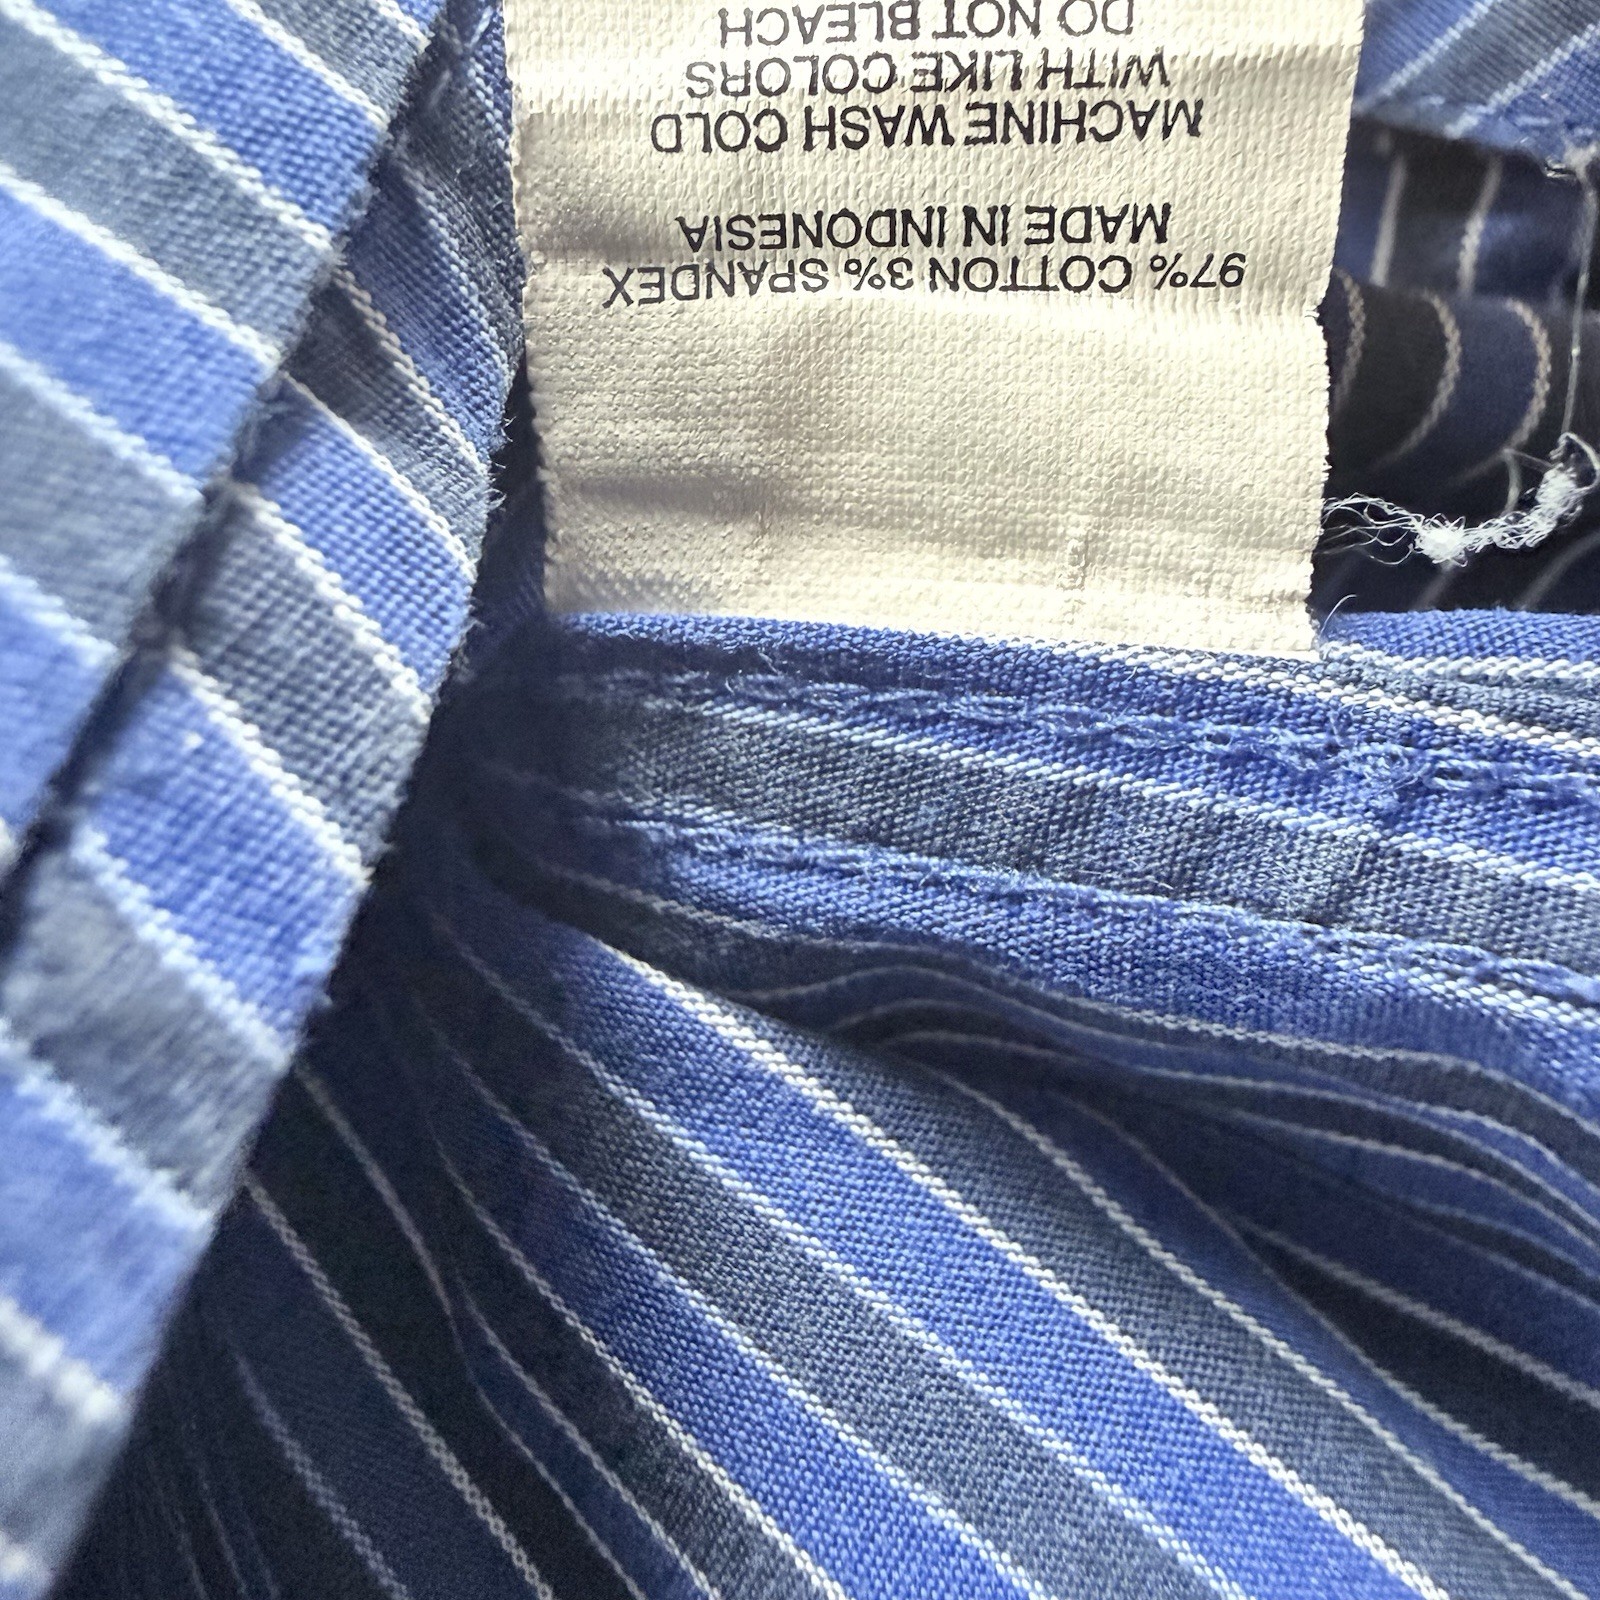 97% COTTON 3% SPANDEX
MADE IN INDONESIA
MACHINE WASH COLD
WITH LIKE COLORS
DO NOT BLEACH